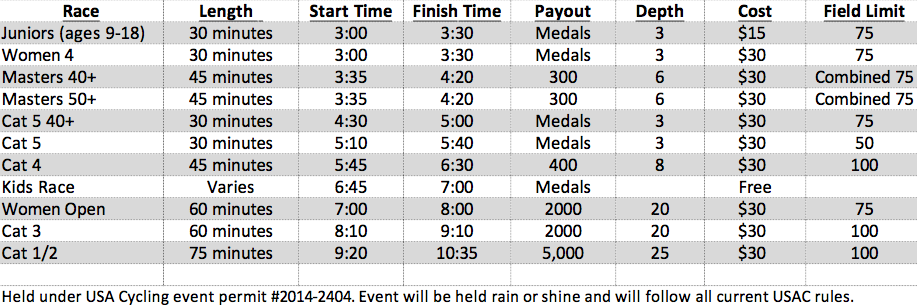 Race Length Start Time Finish Time Payout Depth Cost Field Limit
Juniors (ages 9-18) 30 minutes 3:00 3:30 Medals 3 $15 75
Women 4 30 minutes 3:00 3:30 Medals 3 $30 75
Masters 40+ 45 minutes 3:35 4:20 300 6 $30 Combined 75
Masters 50+ 45 minutes 3:35 4:20 300 6 $30 Combined 75
Cat 5 40+ 30 minutes 4:30 5:00 Medals 3 $30 75
Cat 5 30 minutes 5:10 5:40 Medals 3 $30 50
Cat 4 45 minutes 5:45 6:30 400 8 $30 100
Kids Race Varies 6:45 7:00 Medals Free
Women Open 60 minutes 7:00 8:00 2000 20 $30 75
Cat 3 60 minutes 8:10 9:10 2000 20 $30 100
Cat 1/2 75 minutes 9:20 10:35 5,000 25 $30 100
Held under USA Cycling event permit #2014-2404. Event will be held rain or shine and will follow all current USAC rules.